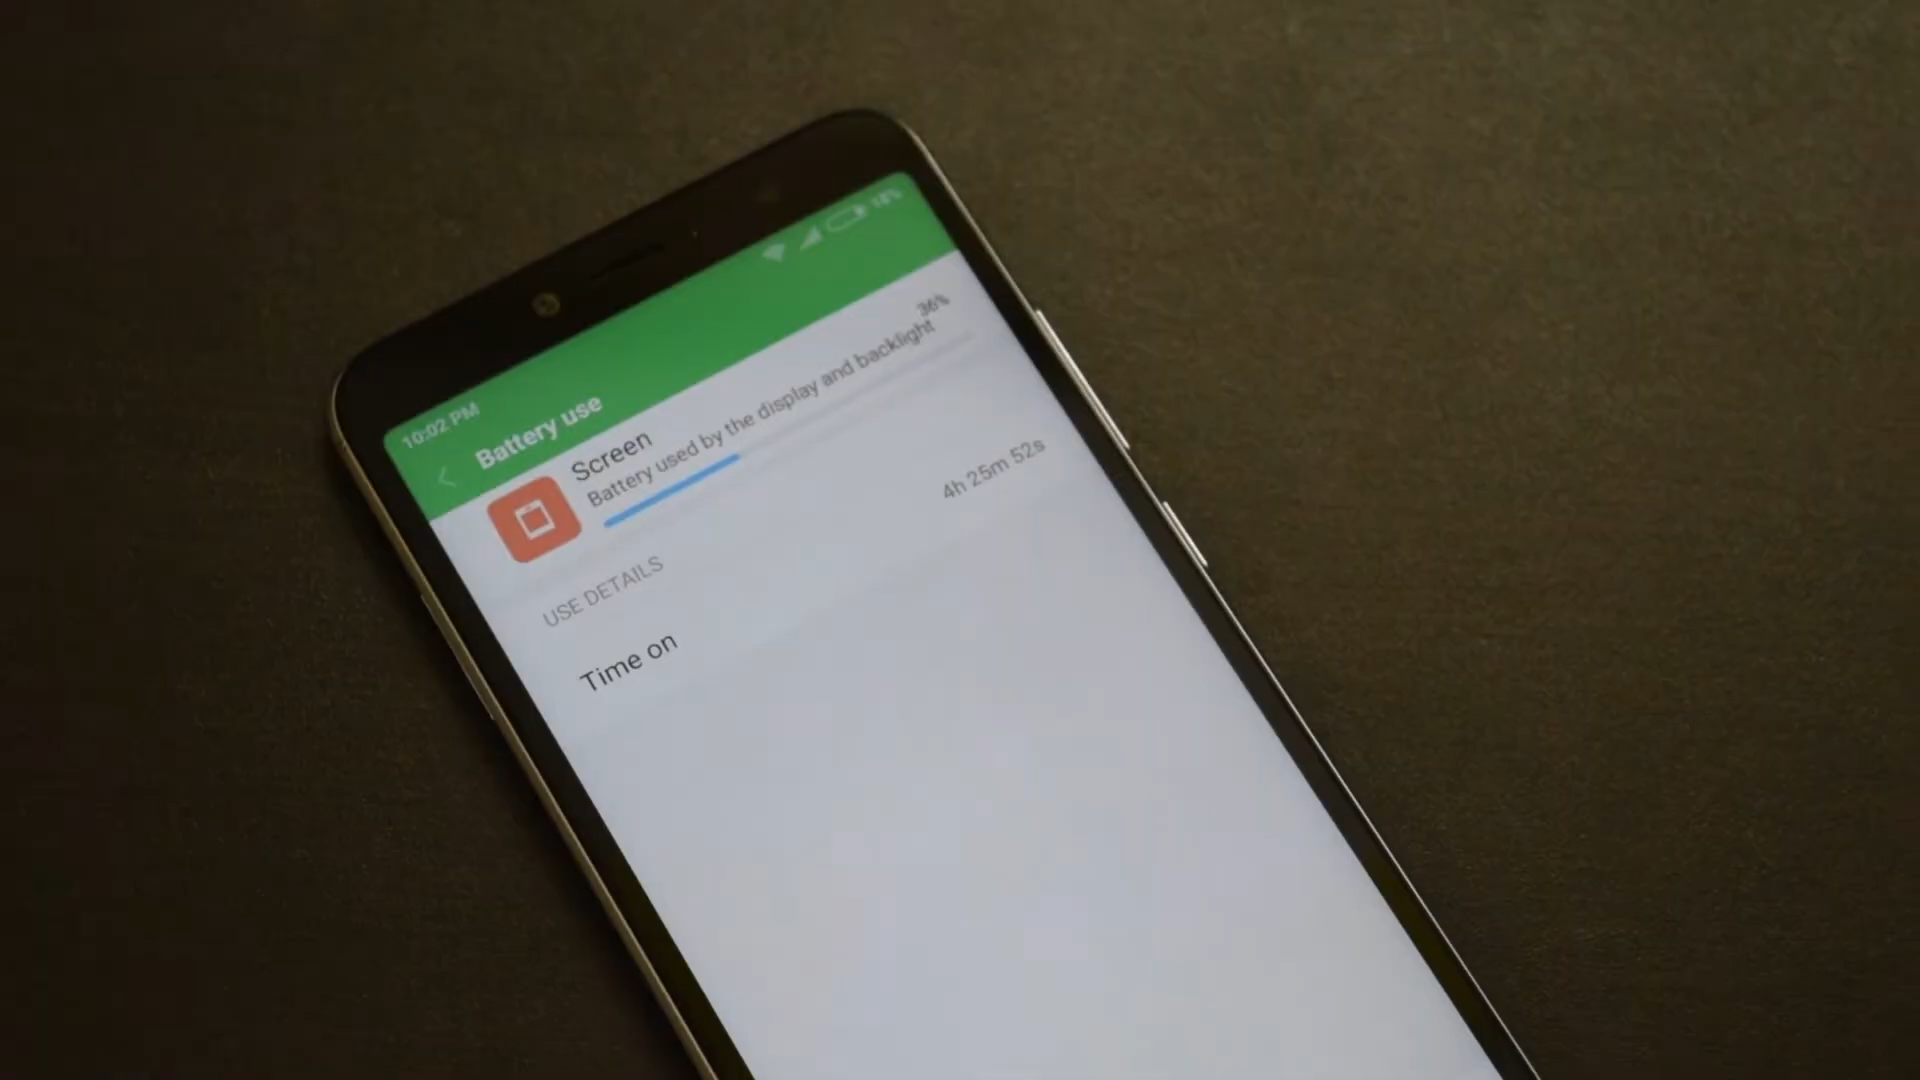 10:02 PM 18%
Battery use
Screen 36%
Battery used by the display and backlight
USE DETAILS
Time on 4h 25m 52s